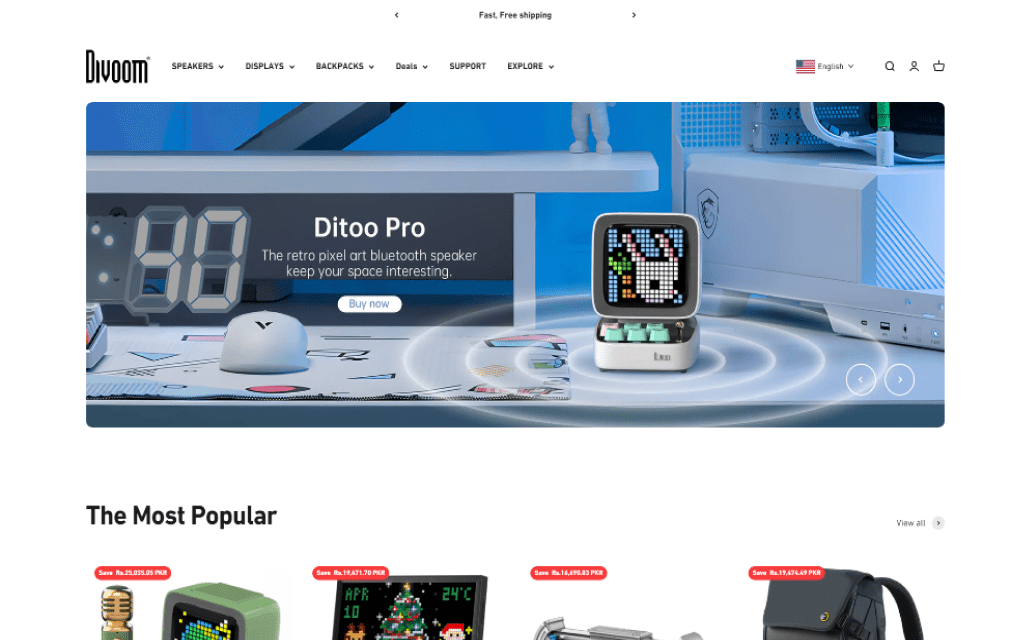 Fast, Free shipping
Divoom
SPEAKERS
DISPLAYS
BACKPACKS
Deals
SUPPORT
EXPLORE
English
Ditoo Pro
The retro pixel art bluetooth speaker
keep your space interesting.
Buy now
The Most Popular
View all
Save Rs.25,035.05 PKR
Save Rs.19,471.70 PKR
Save Rs.16,690.03 PKR
Save Rs.19,474.49 PKR
APR
10
24°C